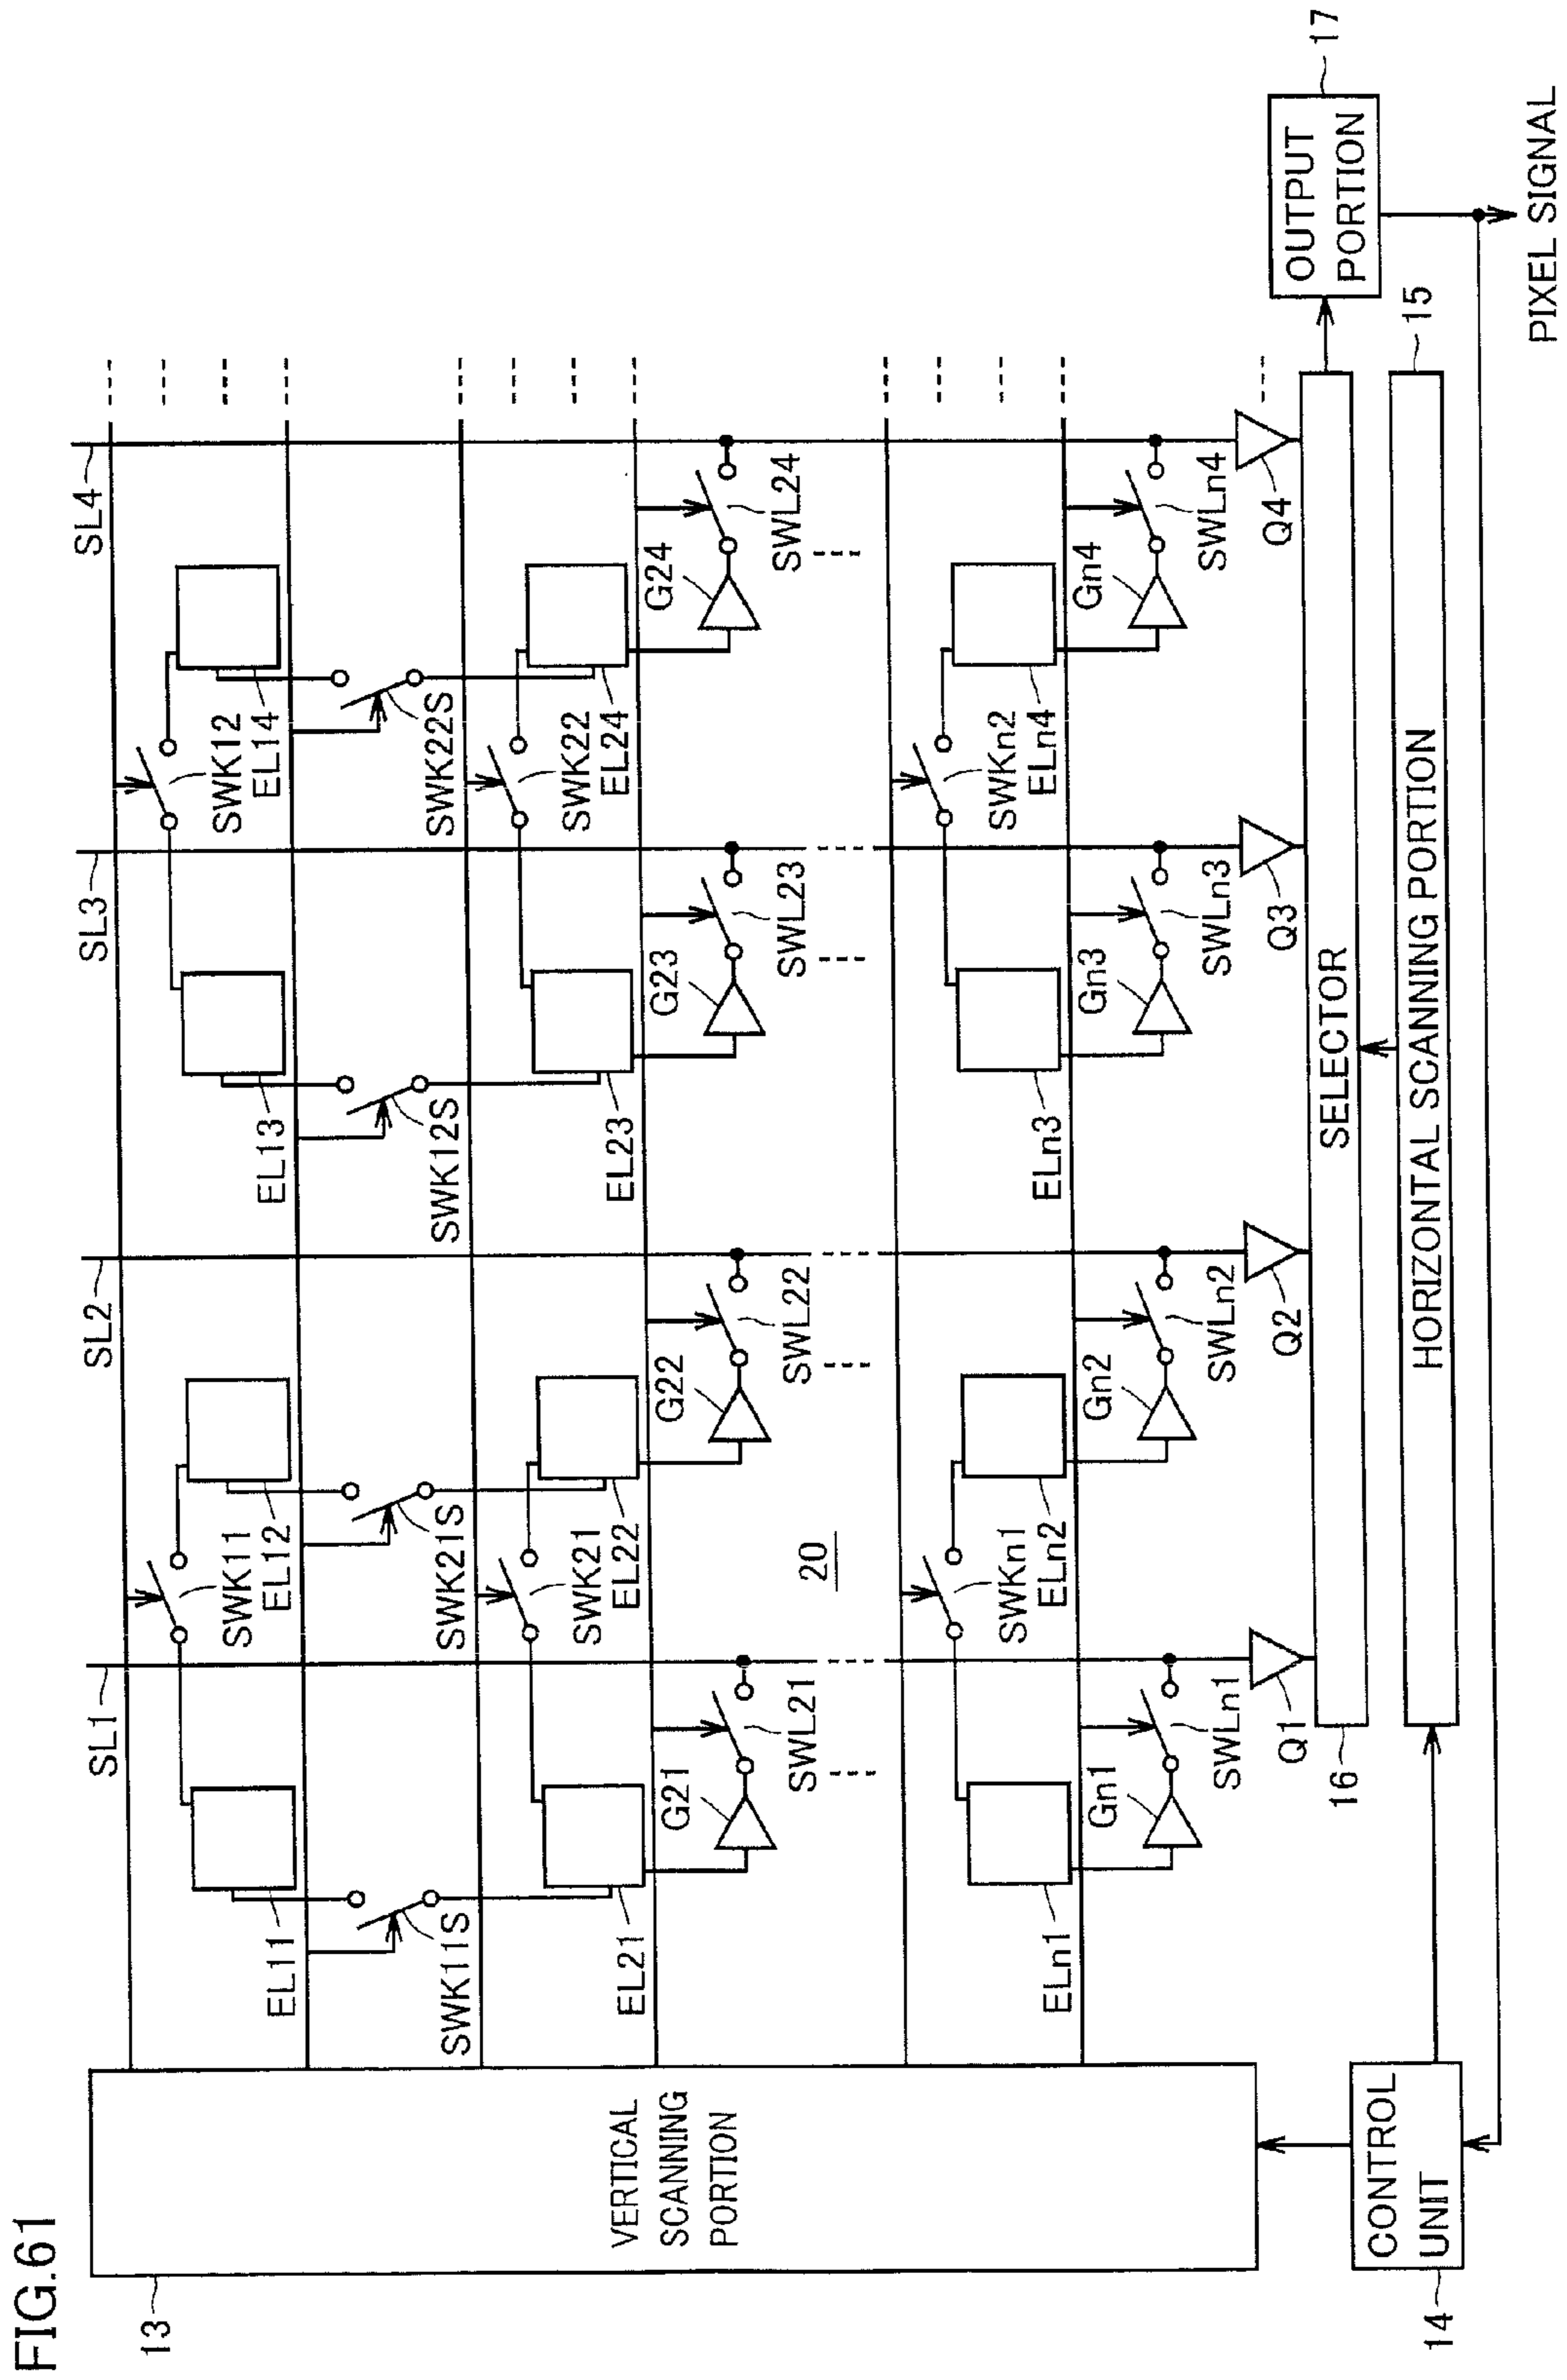 FIG.61
SL1
SL2
SL3
SL4
13
VERTICAL
SCANNING
PORTION
SWK11
EL11
EL12
SWK12
EL13
EL14
SWK11S
SWK21S
SWK12S
SWK22S
SWK21
EL21
EL22
SWK22
EL23
EL24
G21
G22
G23
G24
SWL21
SWL22
SWL23
SWL24
20
SWKn1
ELn1
ELn2
SWKn2
ELn3
ELn4
Gn1
Gn2
Gn3
Gn4
SWLn1
SWLn2
SWLn3
SWLn4
Q1
Q2
Q3
Q4
16
SELECTOR
OUTPUT
PORTION
17
HORIZONTAL SCANNING PORTION
15
14
CONTROL
UNIT
PIXEL SIGNAL